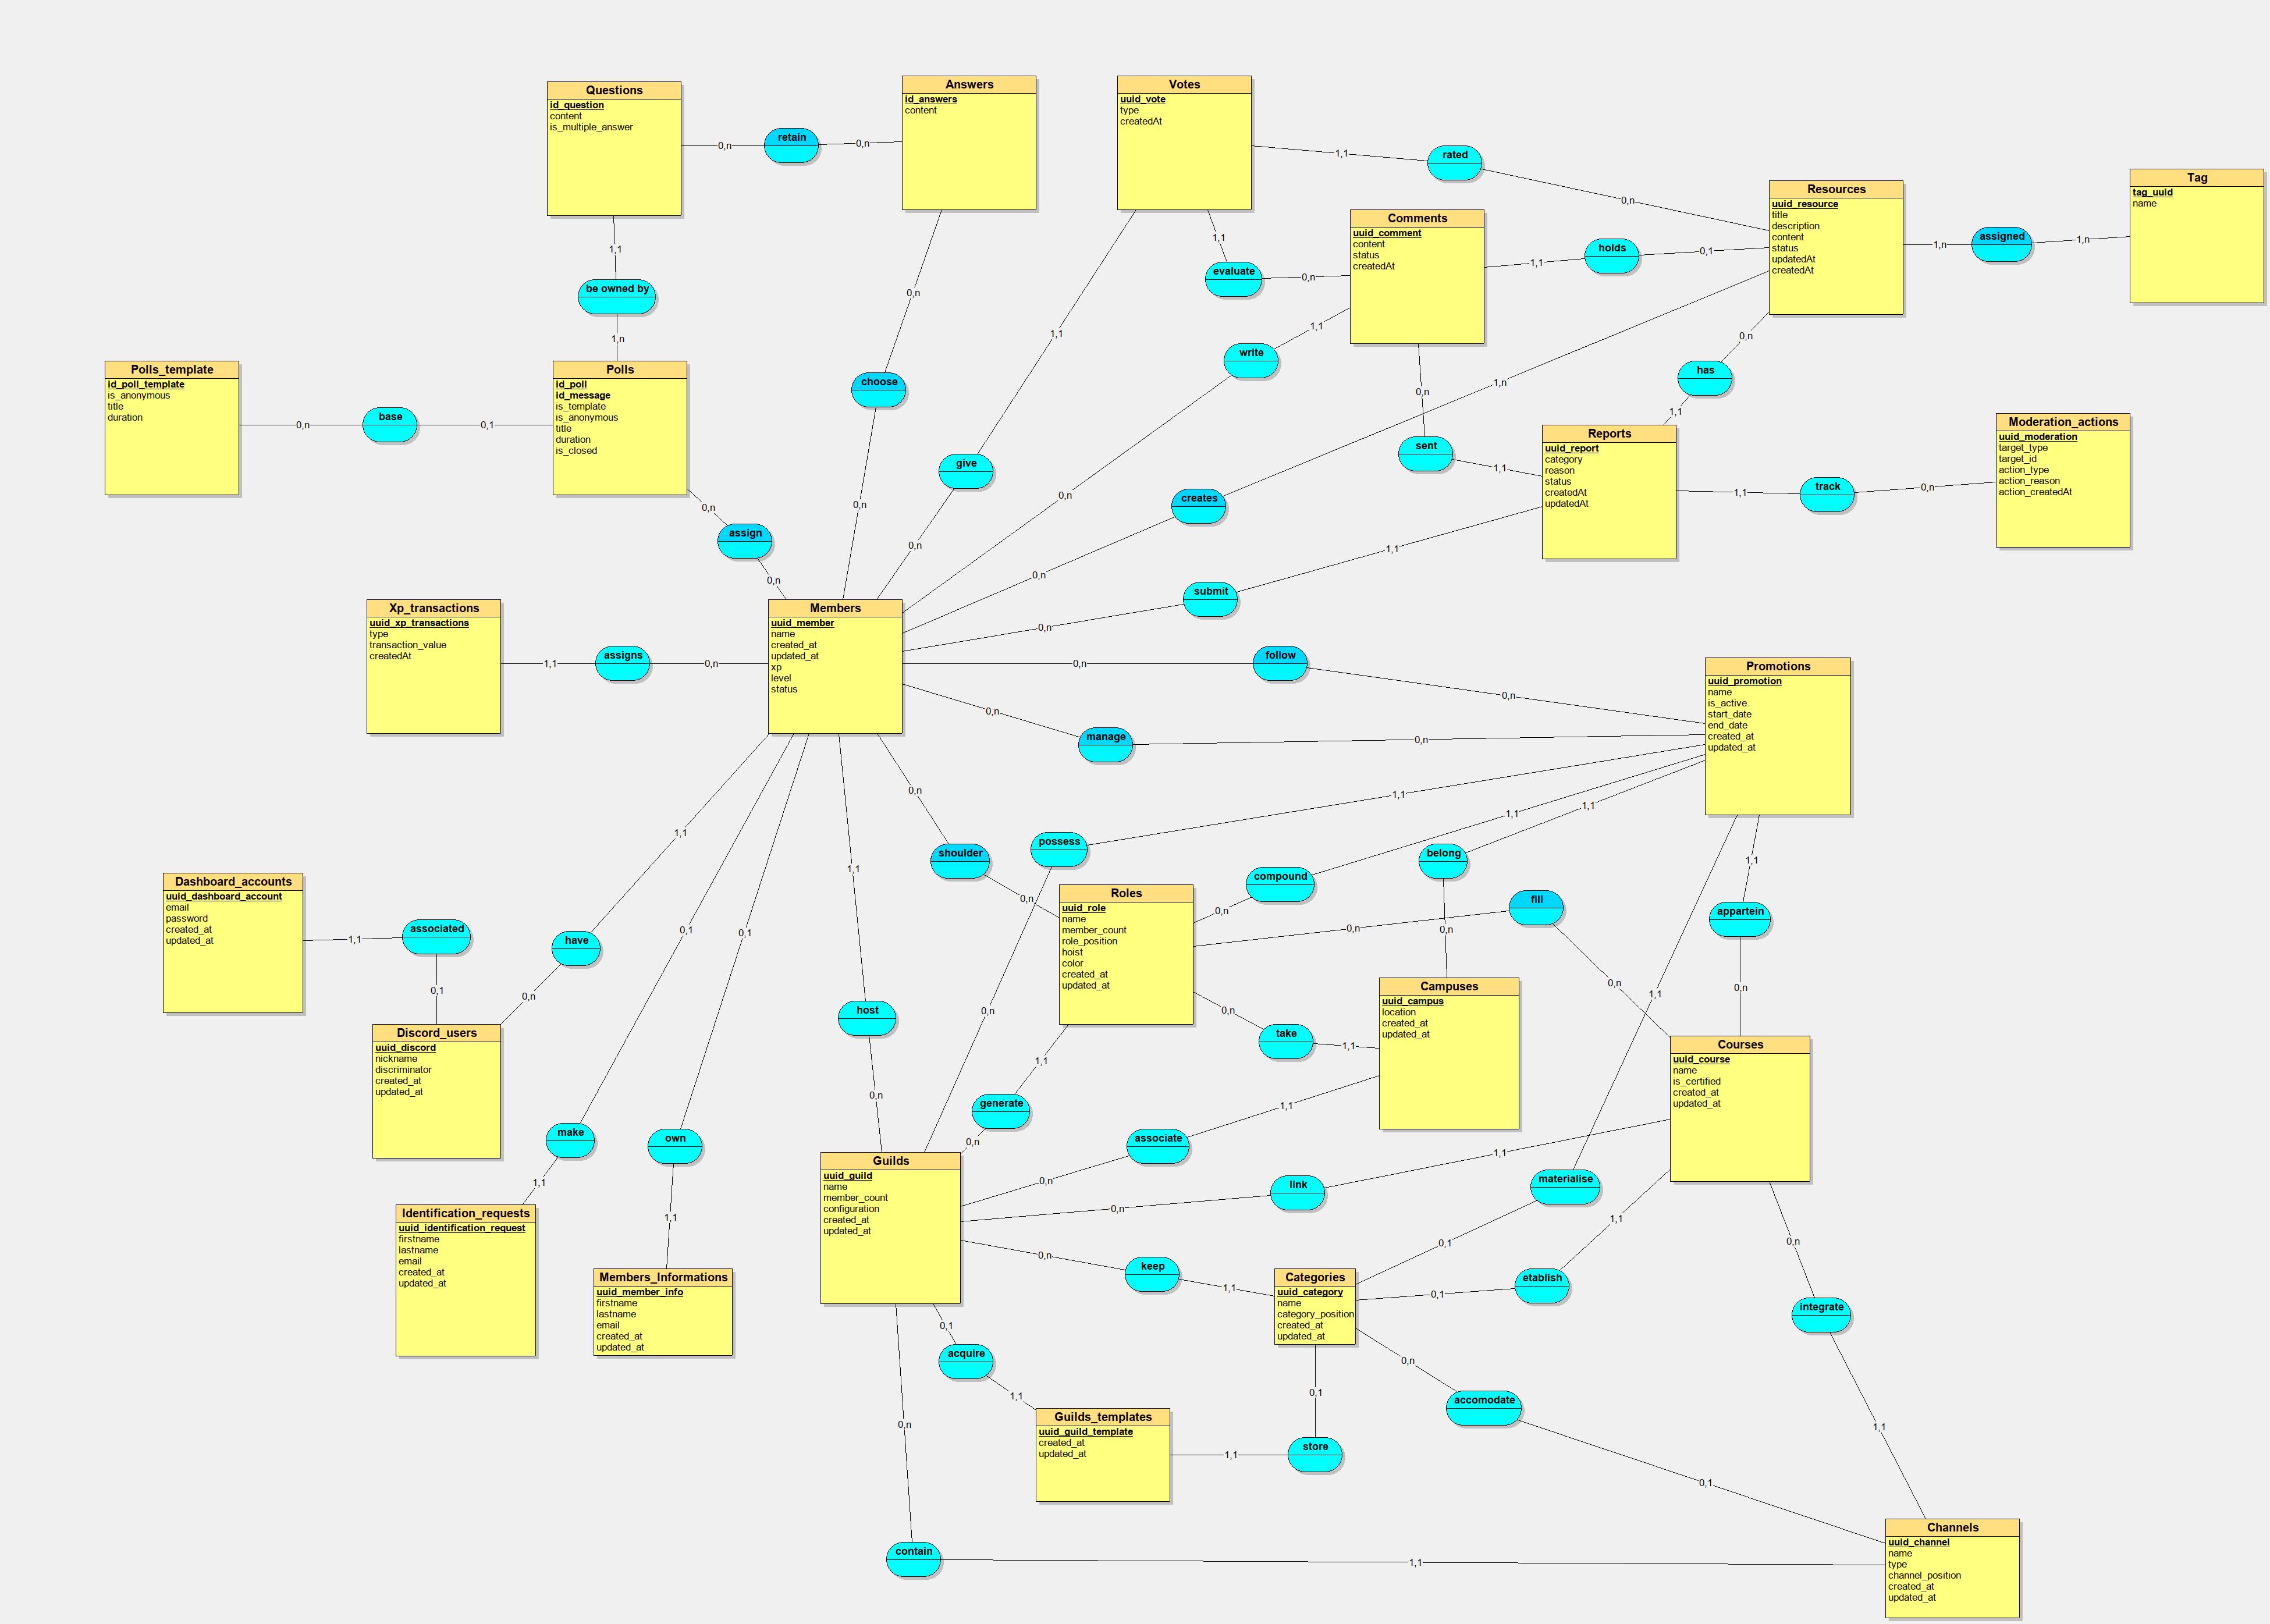 Questions
id_question
content
is_multiple_answer
Answers
id_answers
content
Votes
uuid_vote
type
createdAt
retain
0,n
0,n
rated
1,1
0,n
Comments
uuid_comment
content
status
createdAt
Resources
uuid_resource
title
description
content
status
updatedAt
createdAt
Tag
tag_uuid
name
assigned
1,n
1,n
holds
1,1
0,1
evaluate
1,1
0,n
be owned by
1,1
1,n
Polls_template
id_poll_template
is_anonymous
title
duration
base
0,n
0,1
Polls
id_poll
id_message
is_template
is_anonymous
title
duration
is_closed
choose
0,n
0,n
give
1,1
0,n
write
1,1
0,n
creates
1,n
0,n
has
0,n
1,1
sent
0,n
1,1
Reports
uuid_report
category
reason
status
createdAt
updatedAt
track
1,1
0,n
Moderation_actions
uuid_moderation
target_type
target_id
action_type
action_reason
action_createdAt
assign
0,n
0,n
submit
1,1
0,n
Xp_transactions
uuid_xp_transactions
type
transaction_value
createdAt
assigns
1,1
0,n
Members
uuid_member
name
created_at
updated_at
xp
level
status
follow
0,n
0,n
manage
0,n
0,n
Promotions
uuid_promotion
name
is_active
start_date
end_date
created_at
updated_at
shoulder
0,n
0,n
possess
1,1
0,n
compound
1,1
0,n
belong
1,1
0,n
fill
0,n
0,n
appartein
1,1
0,n
Dashboard_accounts
uuid_dashboard_account
email
password
created_at
updated_at
associated
1,1
0,1
have
1,1
0,n
Discord_users
uuid_discord
nickname
discriminator
created_at
updated_at
make
0,1
1,1
own
0,1
1,1
host
1,1
0,n
Roles
uuid_role
name
member_count
role_position
hoist
color
created_at
updated_at
take
0,n
1,1
Campuses
uuid_campus
location
created_at
updated_at
Courses
uuid_course
name
is_certified
created_at
updated_at
generate
1,1
0,n
associate
1,1
0,n
link
1,1
0,n
materialise
1,1
0,1
Guilds
uuid_guild
name
member_count
configuration
created_at
updated_at
Identification_requests
uuid_identification_request
firstname
lastname
email
created_at
updated_at
Members_Informations
uuid_member_info
firstname
lastname
email
created_at
updated_at
keep
0,n
1,1
Categories
uuid_category
name
category_position
created_at
updated_at
etablish
1,1
0,1
integrate
0,n
1,1
acquire
0,1
1,1
Guilds_templates
uuid_guild_template
created_at
updated_at
store
0,1
1,1
accomodate
0,n
0,1
contain
0,n
1,1
Channels
uuid_channel
name
type
channel_position
created_at
updated_at